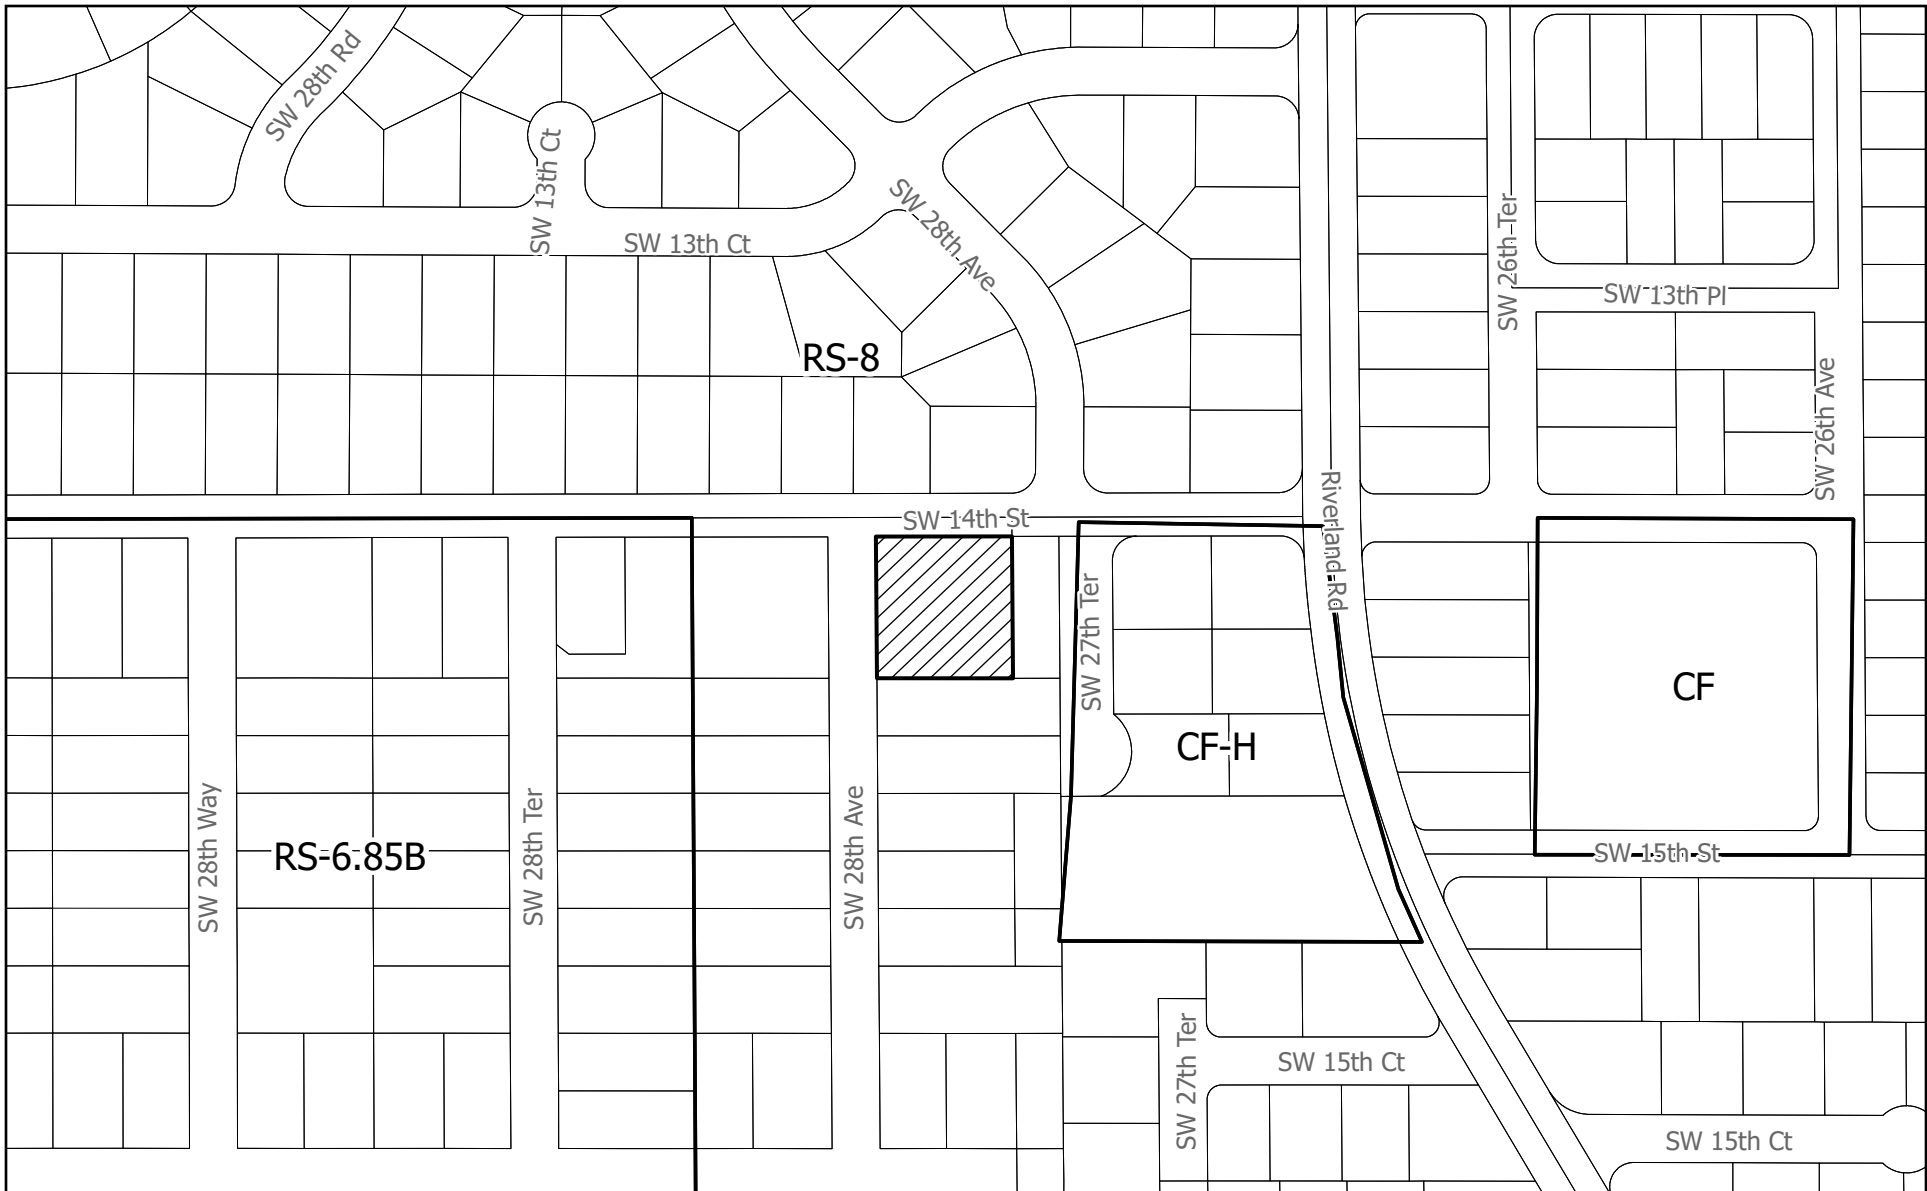 SW 28th Rd
SW 13th Ct
SW 13th Ct
SW 28th Ave
SW 26th Ter
SW 13th Pl
RS-8
SW 26th Ave
SW 14th St
Riverland Rd
SW 27th Ter
CF
CF-H
SW 28th Way
RS-6.85B
SW 28th Ter
SW 28th Ave
SW 15th St
SW 27th Ter
SW 15th Ct
SW 15th Ct